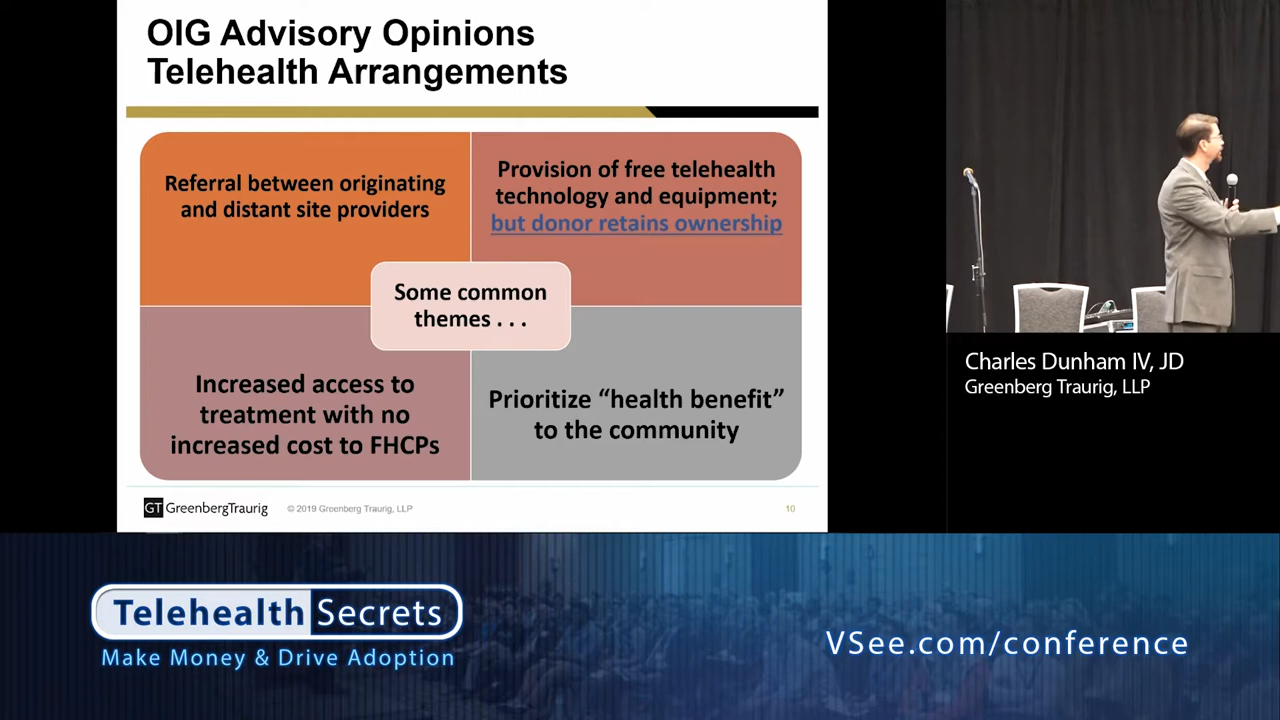 OIG Advisory Opinions
Telehealth Arrangements
Referral between originating
and distant site providers
Provision of free telehealth
technology and equipment;
but donor retains ownership
Some common
themes . . .
Increased access to
treatment with no
increased cost to FHCPs
Prioritize “health benefit”
to the community
GT GreenbergTraurig
© 2019 Greenberg Traurig, LLP
10
Charles Dunham IV, JD
Greenberg Traurig, LLP
Telehealth Secrets
Make Money & Drive Adoption
VSee.com/conference